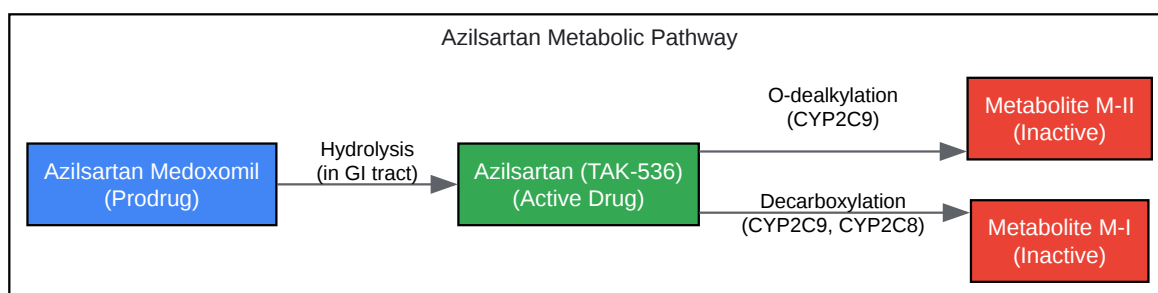 Azilsartan Metabolic Pathway
Azilsartan Medoxomil
(Prodrug)
Hydrolysis
(in GI tract)
Azilsartan (TAK-536)
(Active Drug)
O-dealkylation
(CYP2C9)
Metabolite M-II
(Inactive)
Decarboxylation
(CYP2C9, CYP2C8)
Metabolite M-I
(Inactive)